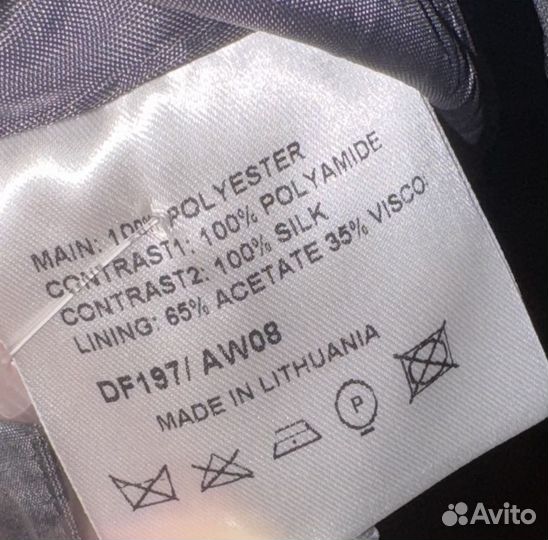 MAIN: 100% POLYESTER
CONTRAST1: 100% POLYAMIDE
CONTRAST2: 100% SILK
LINING: 65% ACETATE 35% VISCO
DF197/ AW08
MADE IN LITHUANIA
P
Avito